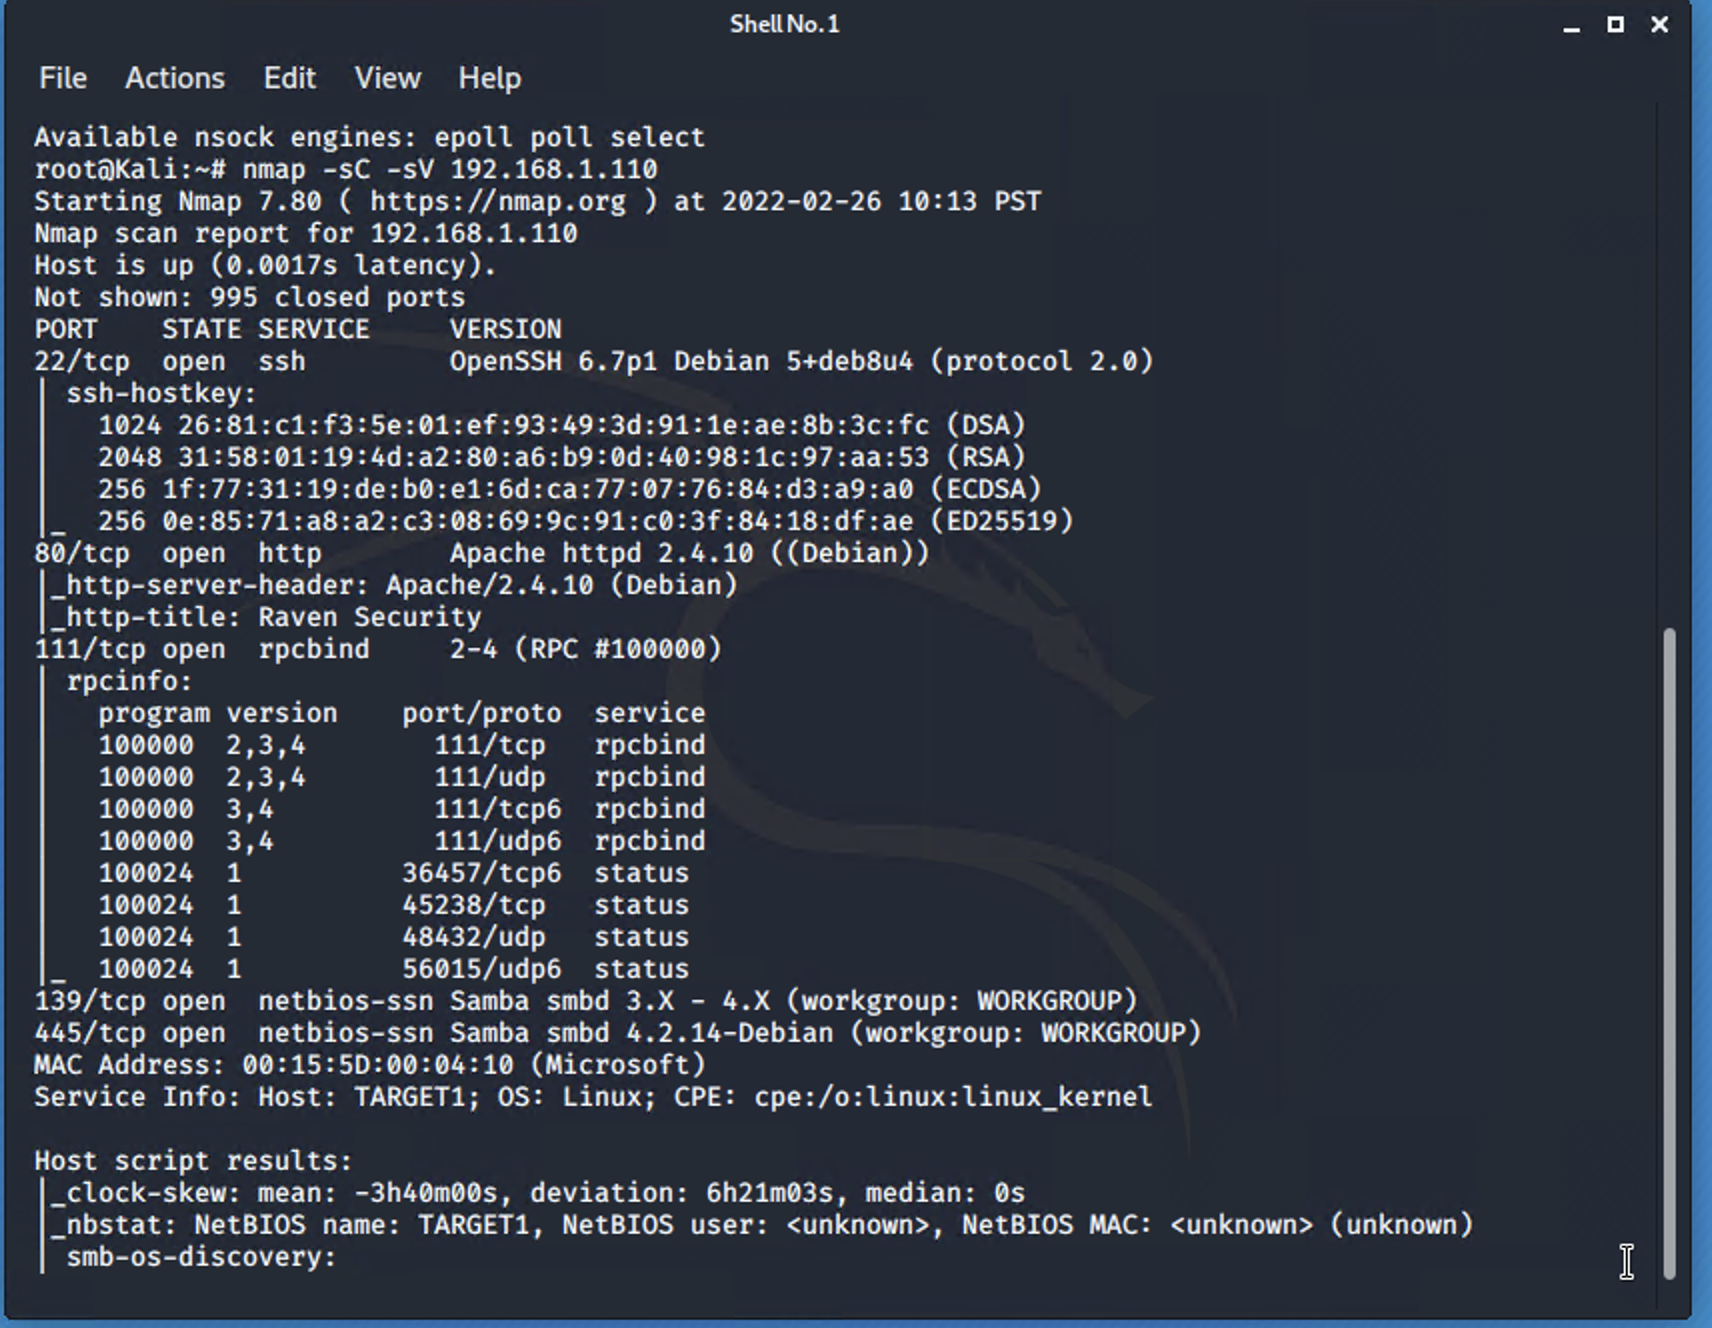 Shell No. 1
File Actions Edit View Help
Available nsock engines: epoll poll select
root@Kali:~# nmap -sC -sV 192.168.1.110
Starting Nmap 7.80 ( https://nmap.org ) at 2022-02-26 10:13 PST
Nmap scan report for 192.168.1.110
Host is up (0.0017s latency).
Not shown: 995 closed ports
PORT    STATE SERVICE     VERSION
22/tcp  open  ssh         OpenSSH 6.7p1 Debian 5+deb8u4 (protocol 2.0)
| ssh-hostkey:
|   1024 26:81:c1:f3:5e:01:ef:93:49:3d:91:1e:ae:8b:3c:fc (DSA)
|   2048 31:58:01:19:4d:a2:80:a6:b9:0d:40:98:1c:97:aa:53 (RSA)
|   256 1f:77:31:19:de:b0:e1:6d:ca:77:07:76:84:d3:a9:a0 (ECDSA)
|_  256 0e:85:71:a8:a2:c3:08:69:9c:91:c0:3f:84:18:df:ae (ED25519)
80/tcp  open  http        Apache httpd 2.4.10 ((Debian))
|_http-server-header: Apache/2.4.10 (Debian)
|_http-title: Raven Security
111/tcp open  rpcbind     2-4 (RPC #100000)
| rpcinfo:
|   program version    port/proto  service
|   100000  2,3,4        111/tcp   rpcbind
|   100000  2,3,4        111/udp   rpcbind
|   100000  3,4          111/tcp6  rpcbind
|   100000  3,4          111/udp6  rpcbind
|   100024  1          36457/tcp6  status
|   100024  1          45238/tcp   status
|   100024  1          48432/udp   status
|_  100024  1          56015/udp6  status
139/tcp open  netbios-ssn Samba smbd 3.X - 4.X (workgroup: WORKGROUP)
445/tcp open  netbios-ssn Samba smbd 4.2.14-Debian (workgroup: WORKGROUP)
MAC Address: 00:15:5D:00:04:10 (Microsoft)
Service Info: Host: TARGET1; OS: Linux; CPE: cpe:/o:linux:linux_kernel
Host script results:
|_clock-skew: mean: -3h40m00s, deviation: 6h21m03s, median: 0s
|_nbstat: NetBIOS name: TARGET1, NetBIOS user: <unknown>, NetBIOS MAC: <unknown> (unknown)
| smb-os-discovery: